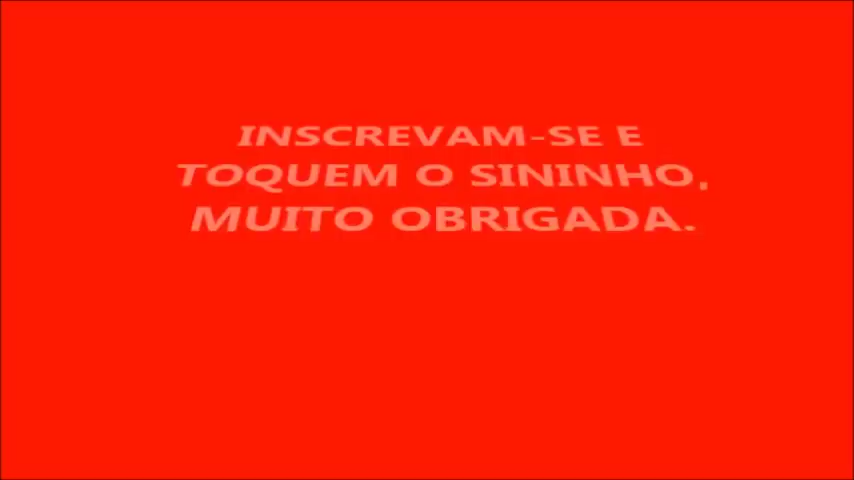 INSCREVAM-SE E
TOQUEM O SININHO,
MUITO OBRIGADA.